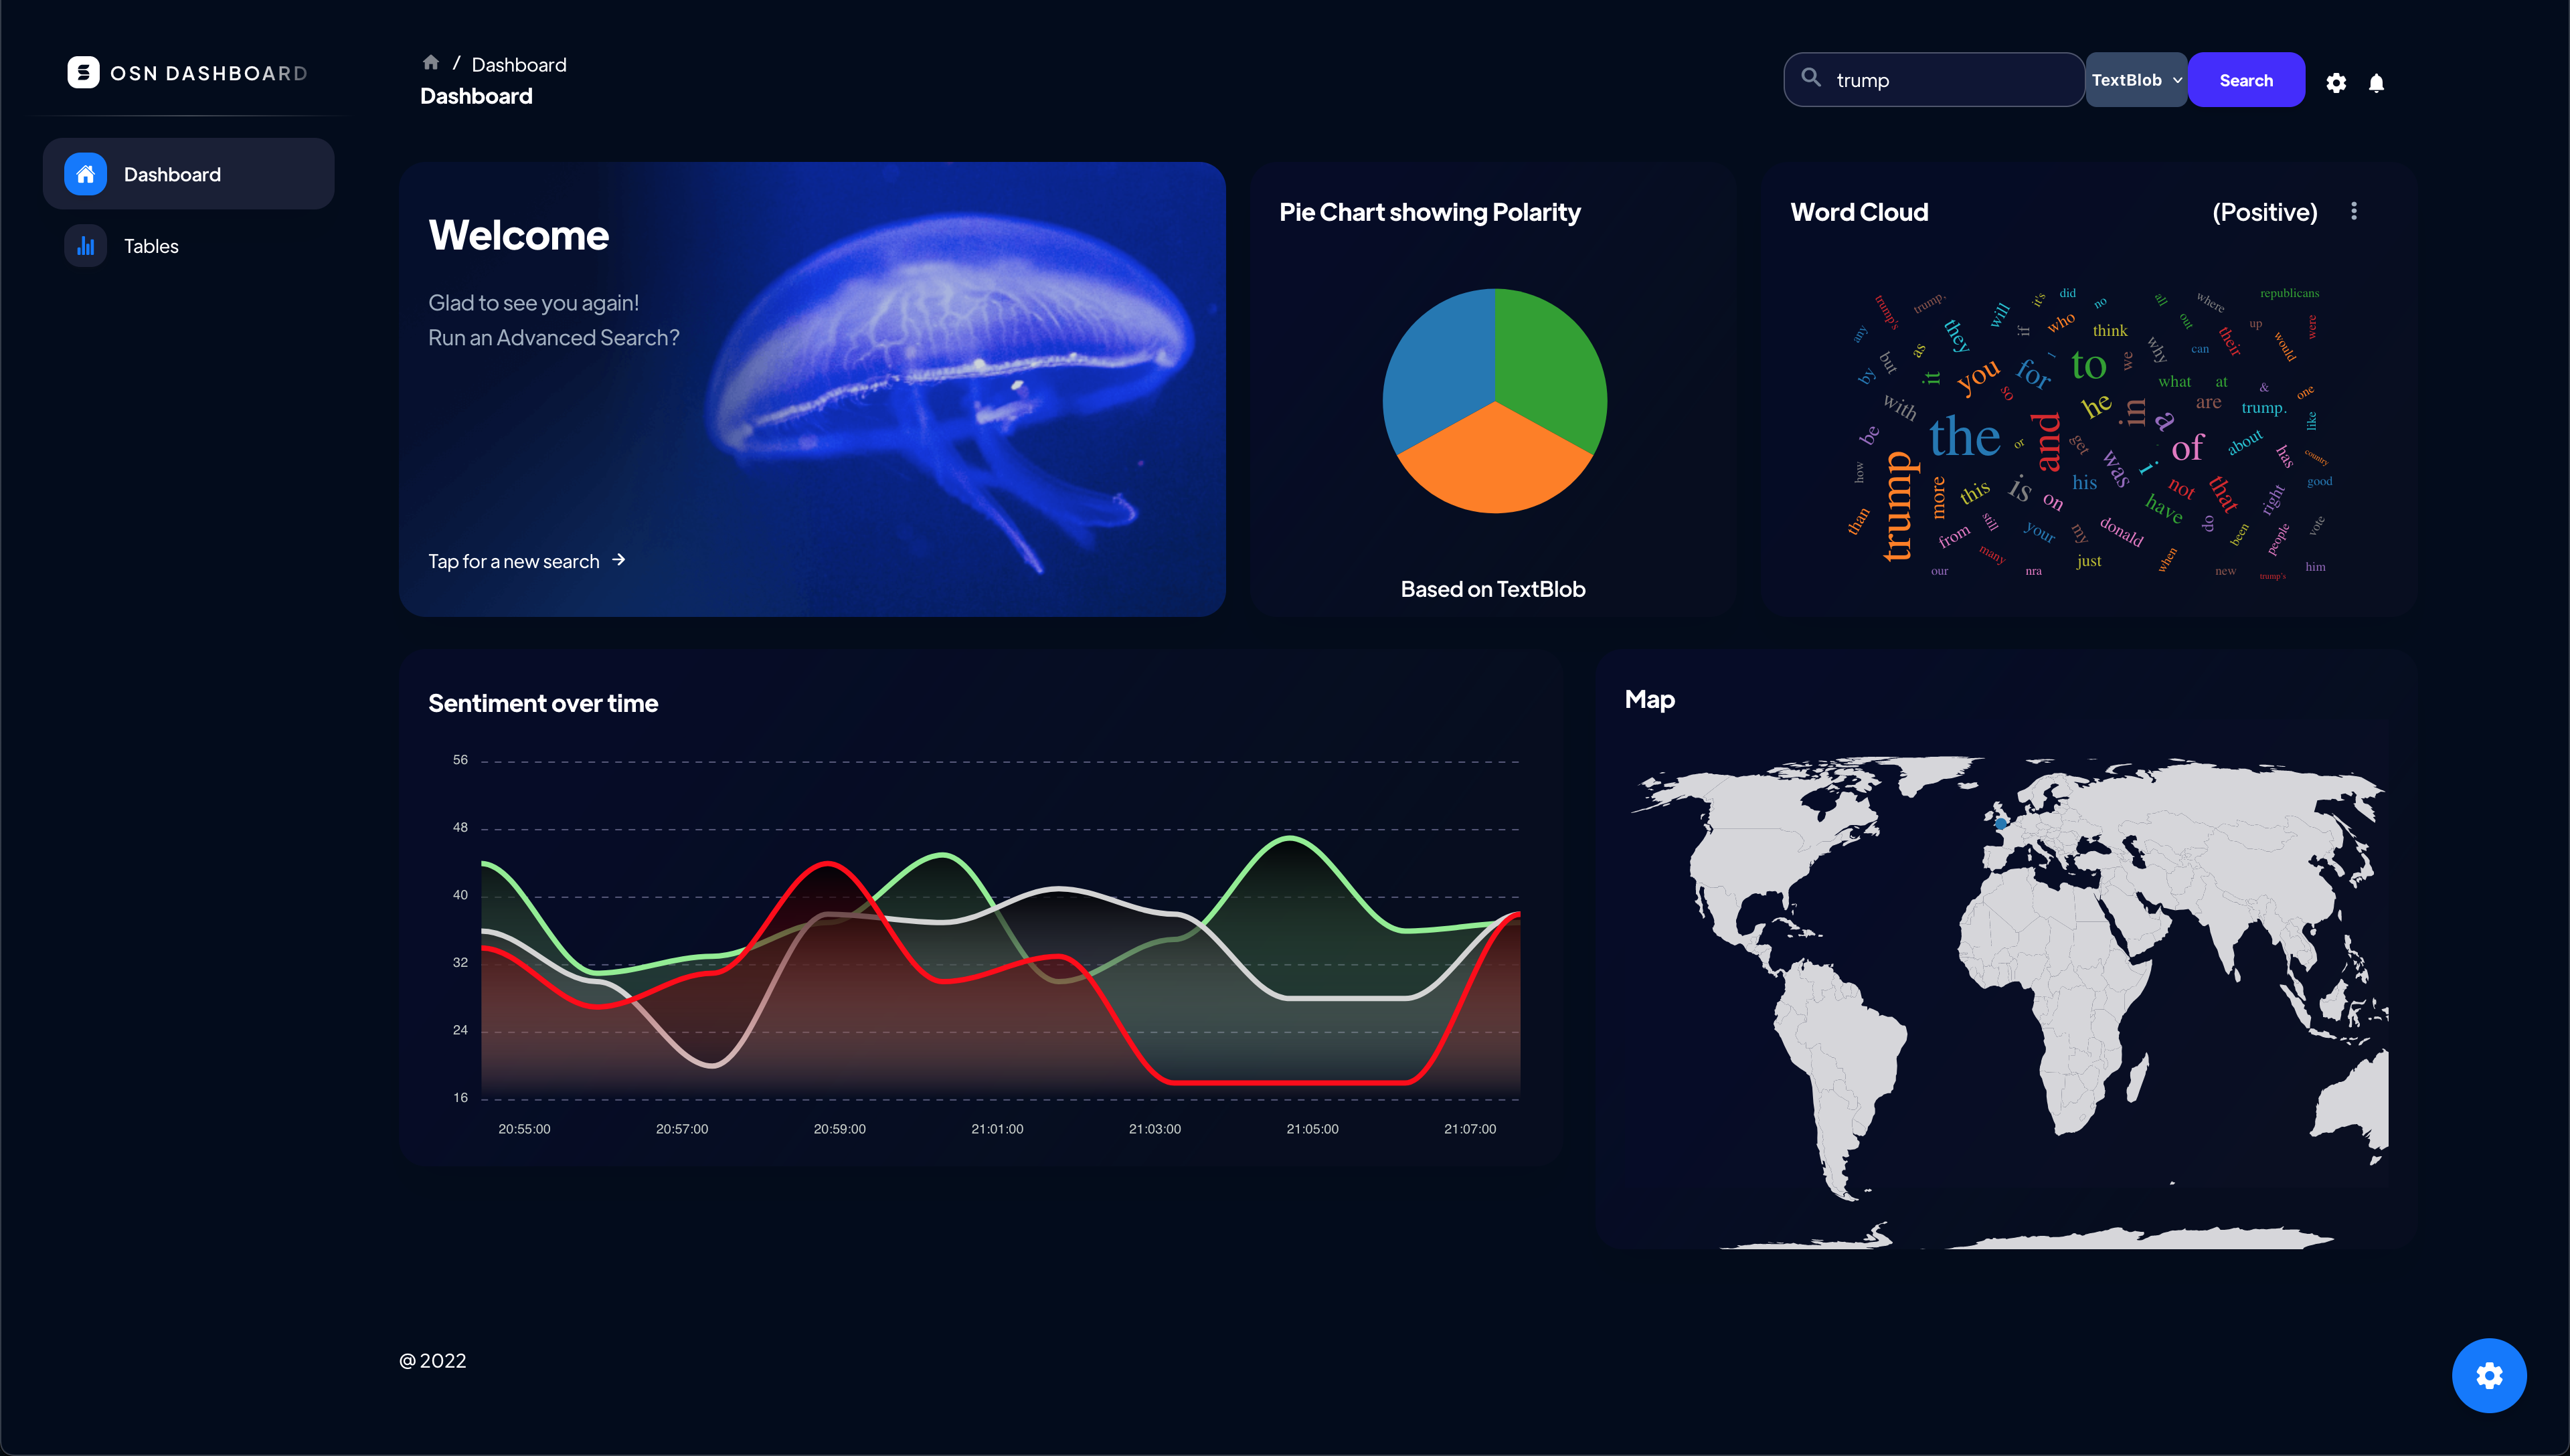 OSN DASHBOARD
Dashboard
Tables
/ Dashboard
Dashboard
trump
TextBlob
Search
Welcome
Glad to see you again!
Run an Advanced Search?
Tap for a new search
Pie Chart showing Polarity
Based on TextBlob
Word Cloud
(Positive)
trump's
trump.
will
it's
did
no
all
where
republicans
any
they
if
who
think
out
up
were
but
as
i
we
why
can
their
would
by
it
you
for
to
what
at
&
one
with
so
he
in
a
are
trump.
like
be
the
or
and
get
of
about
has
country
how
trump
more
this
is
on
his
was
i
not
that
right
good
than
from
still
your
my
donald
have
do
been
people
vote
our
many
nra
just
when
new
trump's
him
Sentiment over time
56
48
40
32
24
16
20:55:00
20:57:00
20:59:00
21:01:00
21:03:00
21:05:00
21:07:00
Map
@ 2022